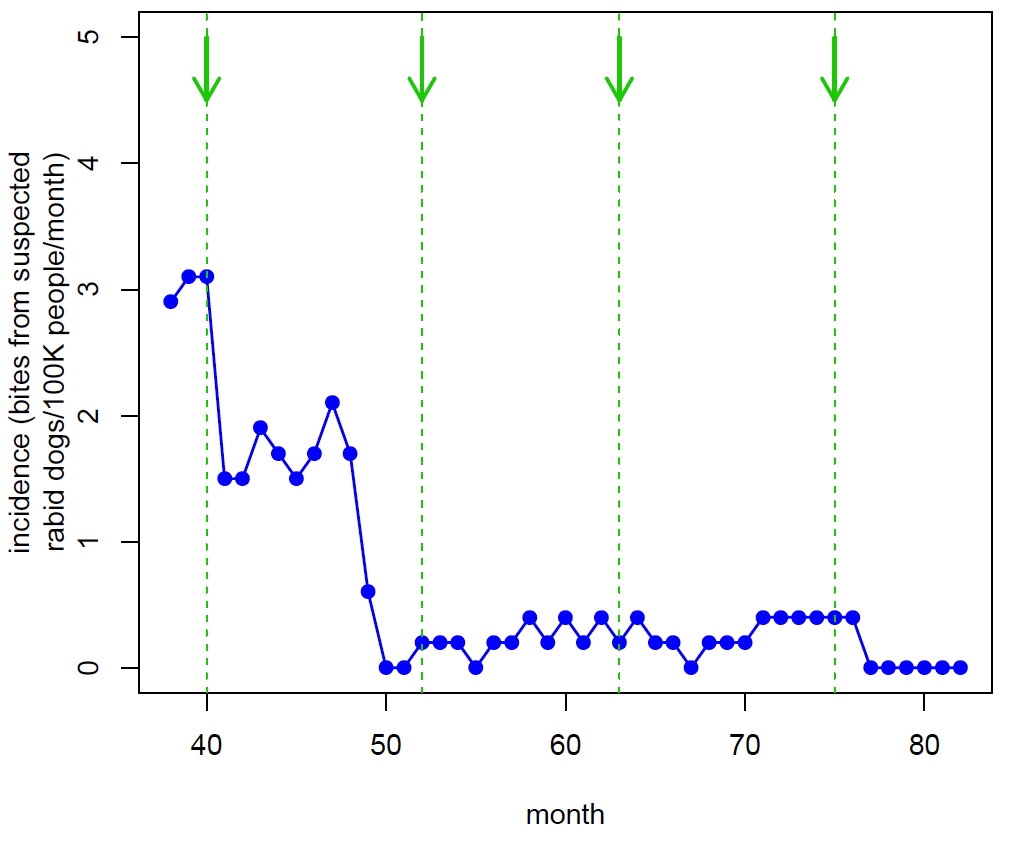 5
4
3
2
1
0
incidence (bites from suspected
rabid dogs/100K people/month)
40 50 60 70 80
month